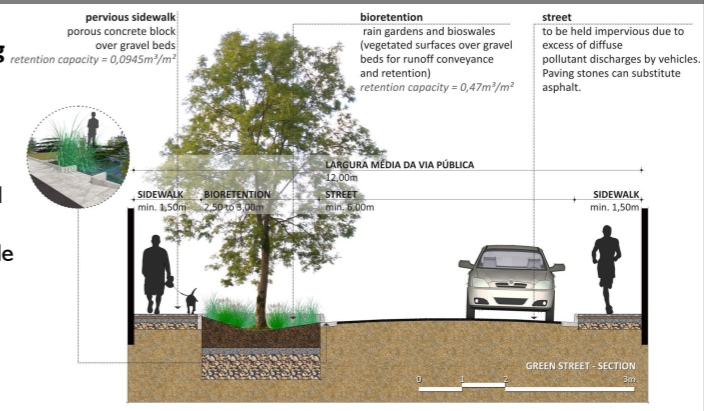 pervious sidewalk
porous concrete block
over gravel beds
retention capacity = 0,0945m³/m²
bioretention
rain gardens and bioswales
(vegetated surfaces over gravel
beds for runoff conveyance
and retention)
retention capacity = 0,47m³/m²
street
to be held impervious due to
excess of diffuse
pollutant discharges by vehicles.
Paving stones can substitute
asphalt.
g
l
le
LARGURA MÉDIA DA VIA PÚBLICA
12,00m
SIDEWALK
min. 1,50m
BIORETENTION
2,50 to 3,00m
STREET
min. 6,00m
SIDEWALK
min. 1,50m
GREEN STREET - SECTION
0 1 2 3m